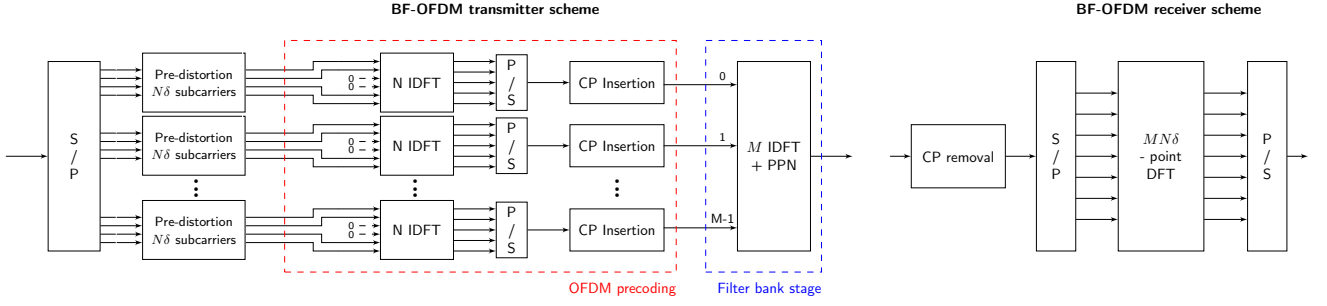 BF-OFDM transmitter scheme
S
/
P
Pre-distortion
Nδ subcarriers
0
0
N IDFT
P
/
S
CP Insertion
0
Pre-distortion
Nδ subcarriers
0
0
N IDFT
P
/
S
CP Insertion
1
Pre-distortion
Nδ subcarriers
0
0
N IDFT
P
/
S
CP Insertion
M-1
M IDFT
+ PPN
OFDM precoding
Filter bank stage
BF-OFDM receiver scheme
CP removal
S
/
P
MNδ
- point
DFT
P
/
S